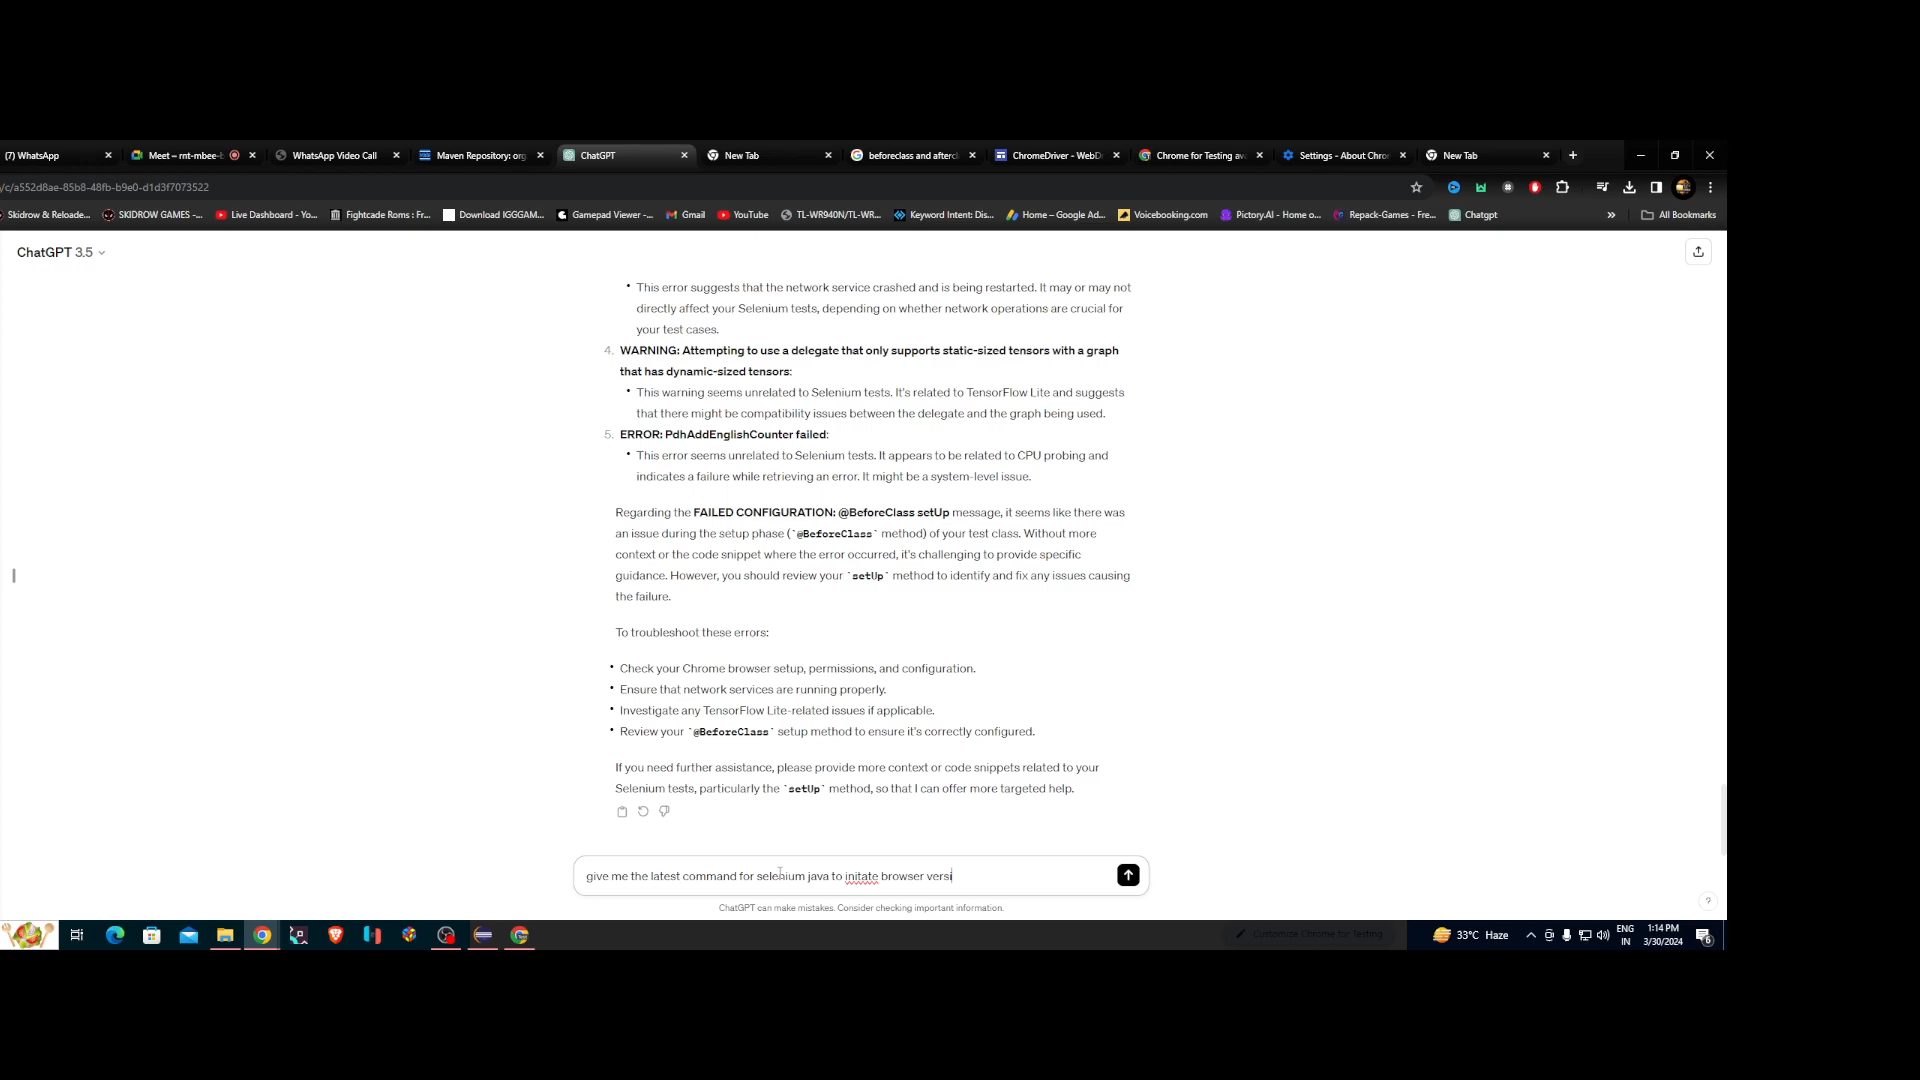 (7) WhatsApp
Meet – rnt-mbee-
WhatsApp Video Call
Maven Repository: org
ChatGPT
New Tab
beforeclass and aftercl
ChromeDriver - WebD
Chrome for Testing av
Settings - About Chro
New Tab
/c/a552d8ae-85b8-48fb-b9e0-d1d3f7073522
Skidrow & Reloade...
SKIDROW GAMES -...
Live Dashboard - Yo...
Fightcade Roms : Fr...
Download IGGGAM...
Gamepad Viewer -...
Gmail
YouTube
TL-WR940N/TL-WR...
Keyword Intent: Dis...
Home – Google Ad...
Voicebooking.com
Pictory.AI - Home o...
Repack-Games - Fre...
Chatgpt
»
All Bookmarks
ChatGPT 3.5
• This error suggests that the network service crashed and is being restarted. It may or may not
directly affect your Selenium tests, depending on whether network operations are crucial for
your test cases.
4. WARNING: Attempting to use a delegate that only supports static-sized tensors with a graph
that has dynamic-sized tensors:
• This warning seems unrelated to Selenium tests. It's related to TensorFlow Lite and suggests
that there might be compatibility issues between the delegate and the graph being used.
5. ERROR: PdhAddEnglishCounter failed:
• This error seems unrelated to Selenium tests. It appears to be related to CPU probing and
indicates a failure while retrieving an error. It might be a system-level issue.
Regarding the FAILED CONFIGURATION: @BeforeClass setUp message, it seems like there was
an issue during the setup phase (`@BeforeClass` method) of your test class. Without more
context or the code snippet where the error occurred, it's challenging to provide specific
guidance. However, you should review your `setUp` method to identify and fix any issues causing
the failure.
To troubleshoot these errors:
• Check your Chrome browser setup, permissions, and configuration.
• Ensure that network services are running properly.
• Investigate any TensorFlow Lite-related issues if applicable.
• Review your `@BeforeClass` setup method to ensure it's correctly configured.
If you need further assistance, please provide more context or code snippets related to your
Selenium tests, particularly the `setUp` method, so that I can offer more targeted help.
give me the latest command for selenium java to initate browser versi
ChatGPT can make mistakes. Consider checking important information.
?
Customize Chrome for Testing
33°C Haze
ENG
IN
1:14 PM
3/30/2024
6